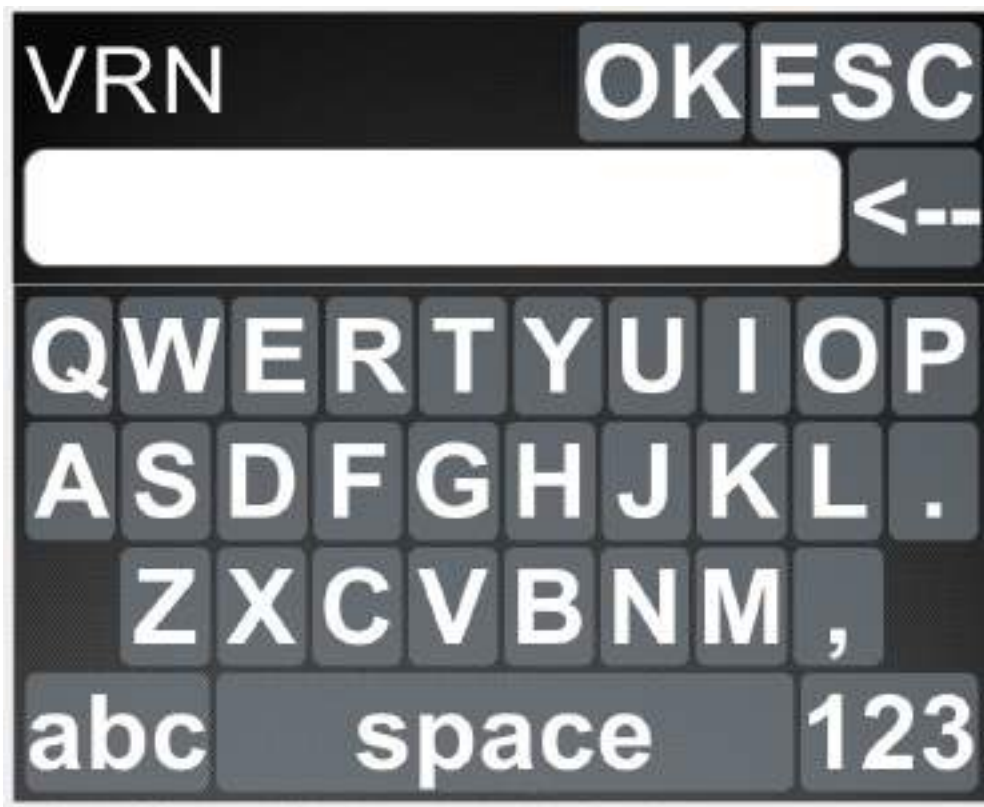 VRN OK ESC
<--
Q W E R T Y U I O P
A S D F G H J K L .
Z X C V B N M ,
abc space 123